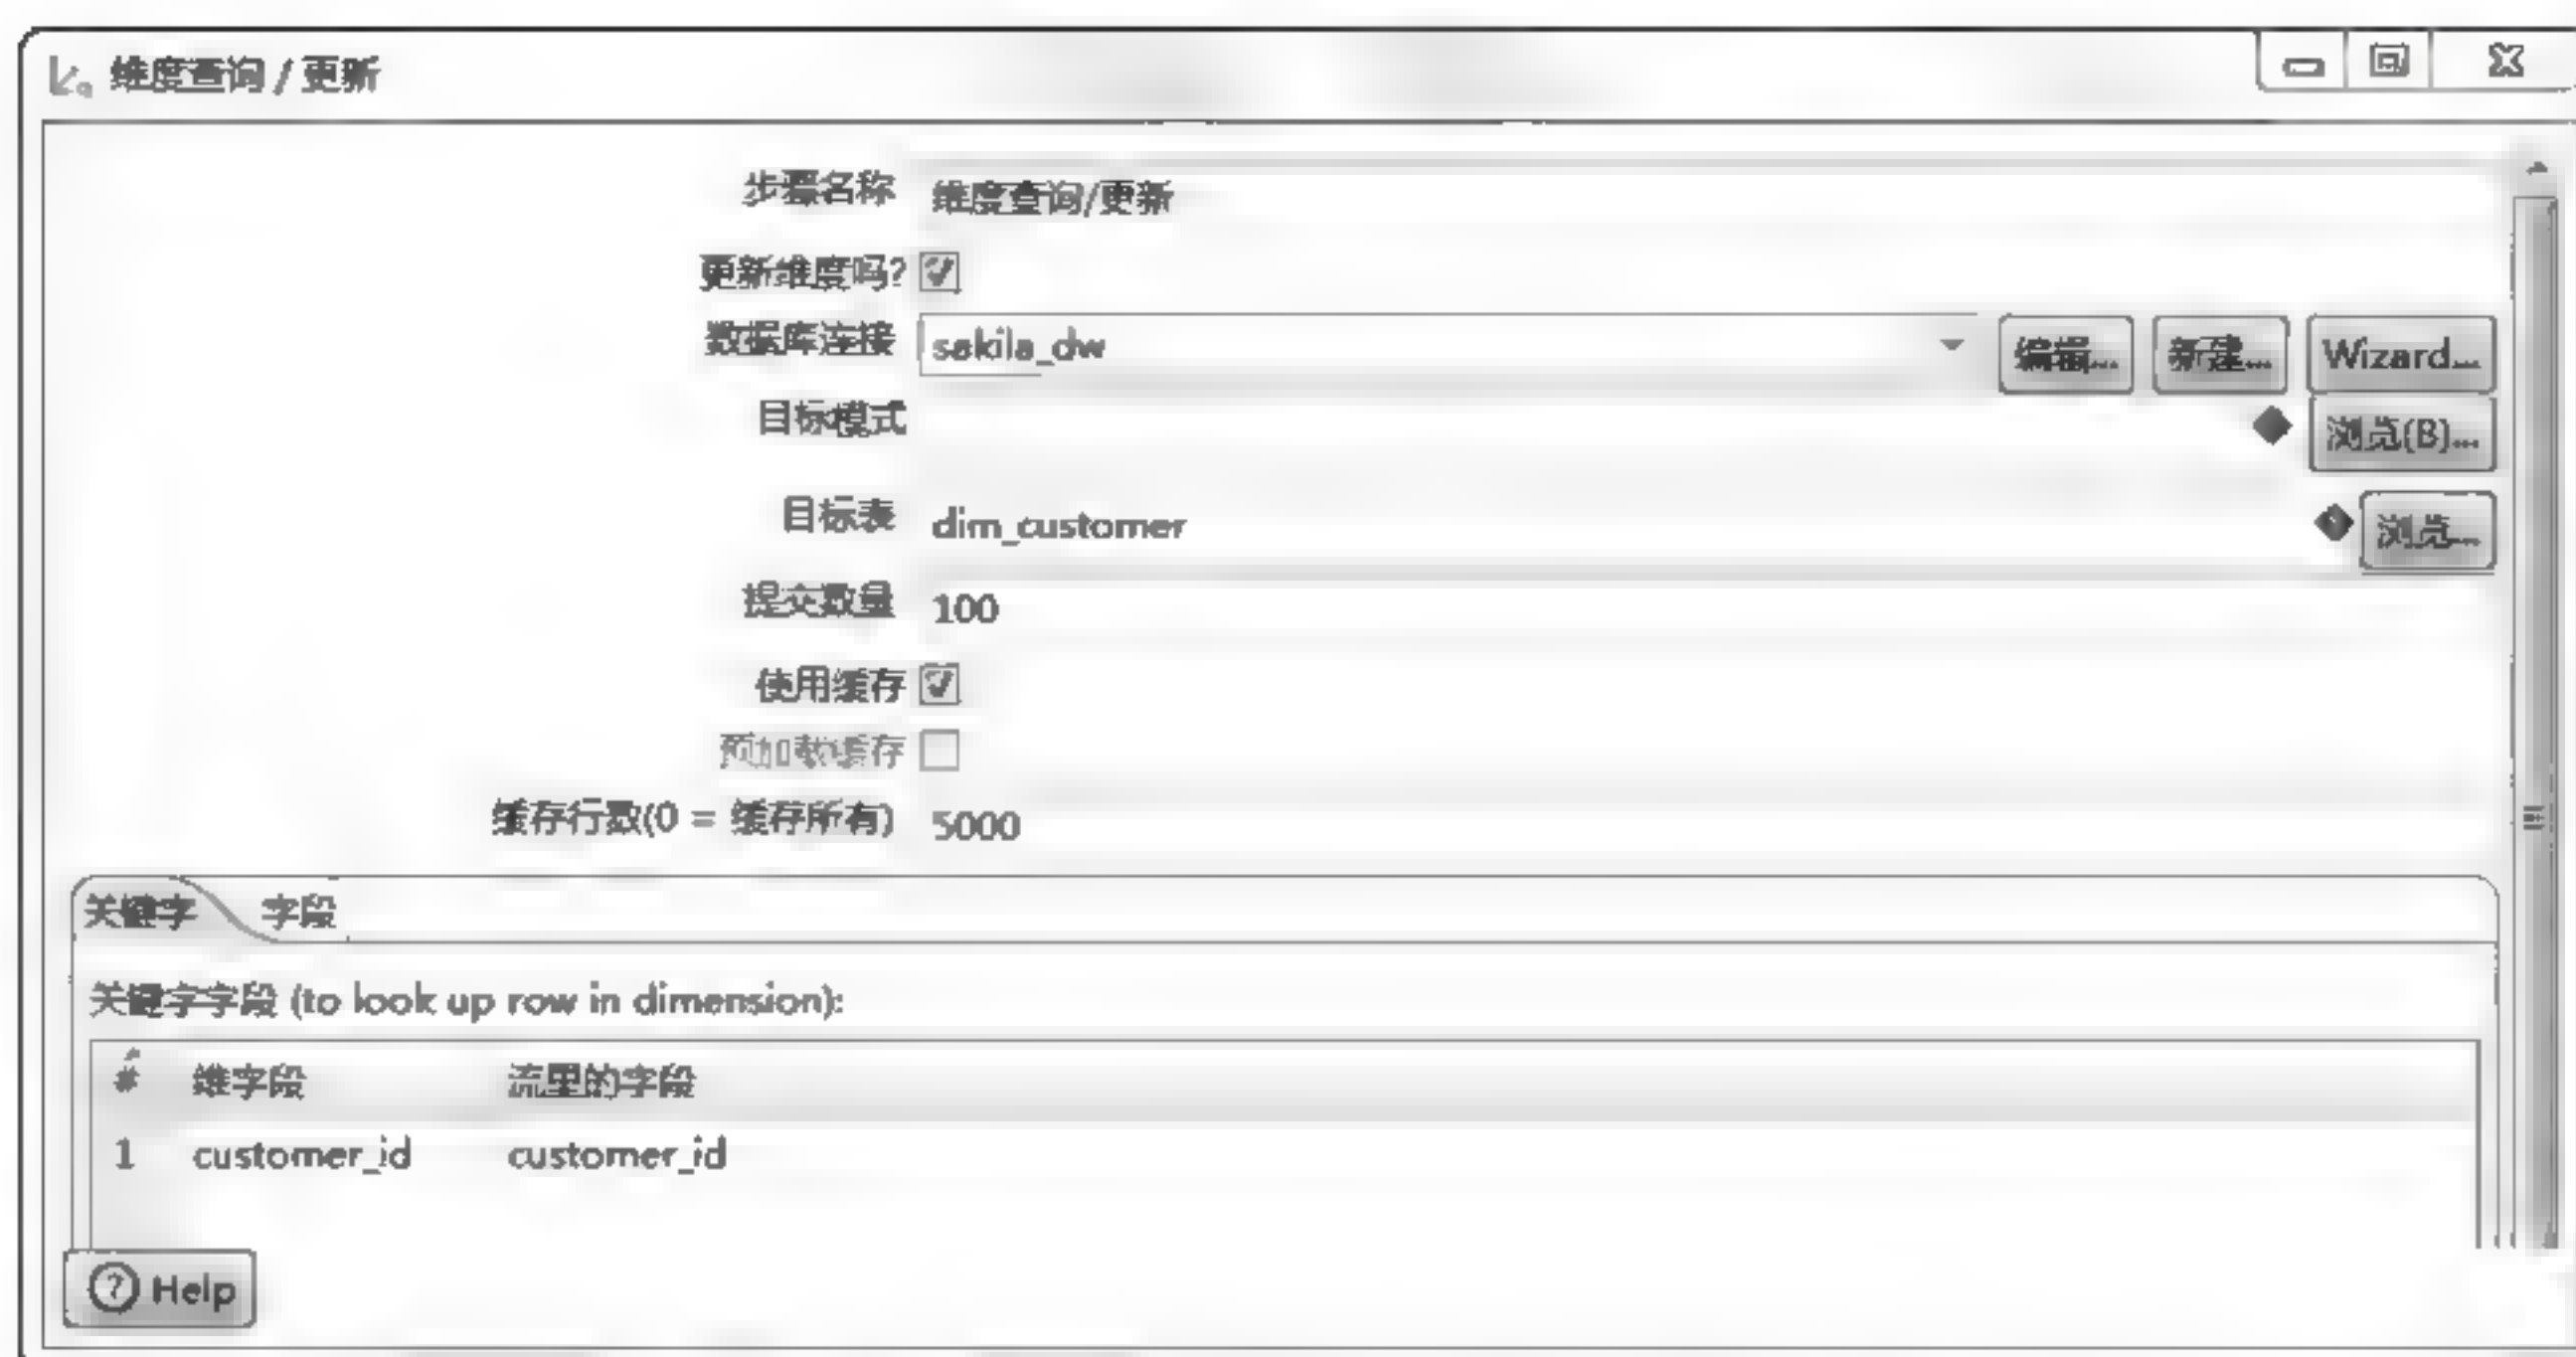 维度查询 / 更新
步骤名称 维度查询/更新
更新维度吗?
数据库连接 sakila_dw 编辑... 新建... Wizard...
目标模式 浏览(B)...
目标表 dim_customer 浏览...
提交数量 100
使用缓存
预加载缓存
缓存行数(0 = 缓存所有) 5000
关键字 字段
关键字字段 (to look up row in dimension):
# 维字段 流里的字段
1 customer_id customer_id
Help